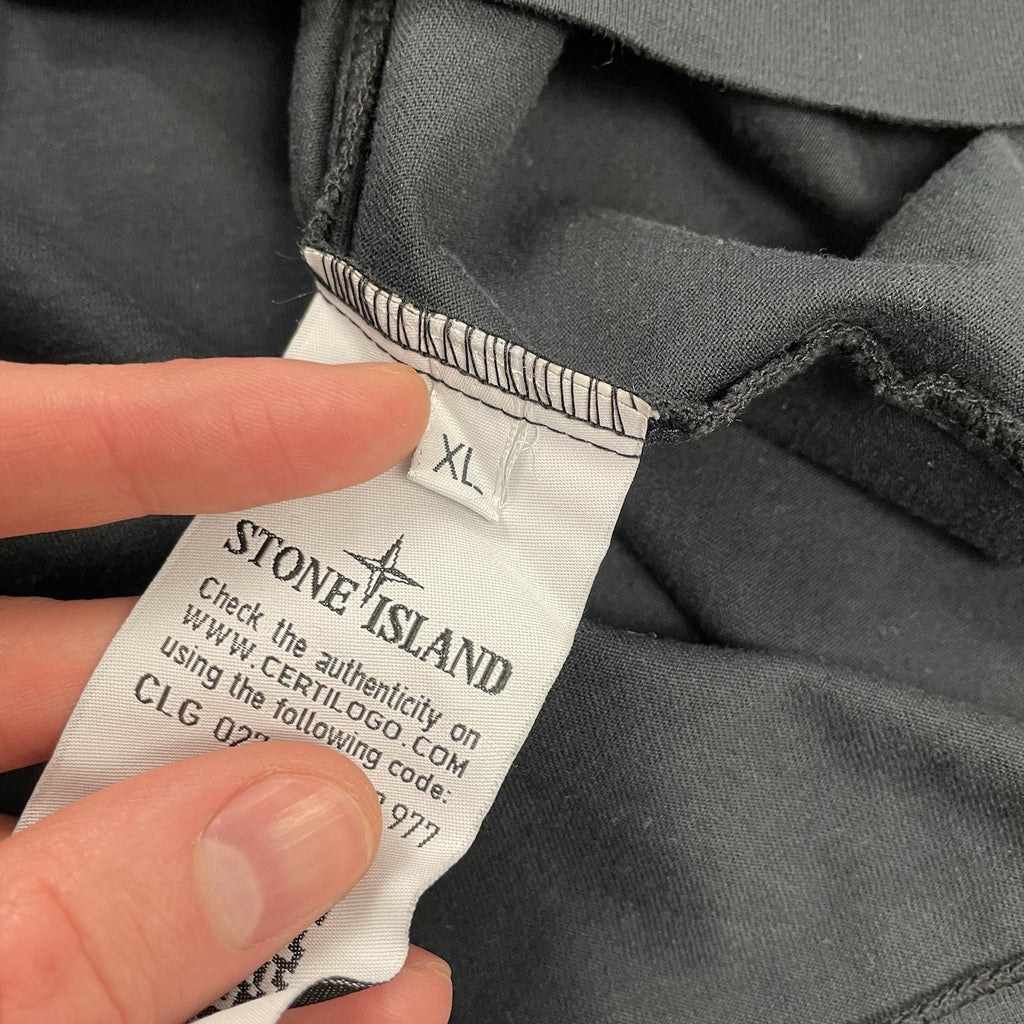 XL
STONE ISLAND
Check the authenticity on
WWW.CERTILOGO.COM
using the following code:
CLG 977